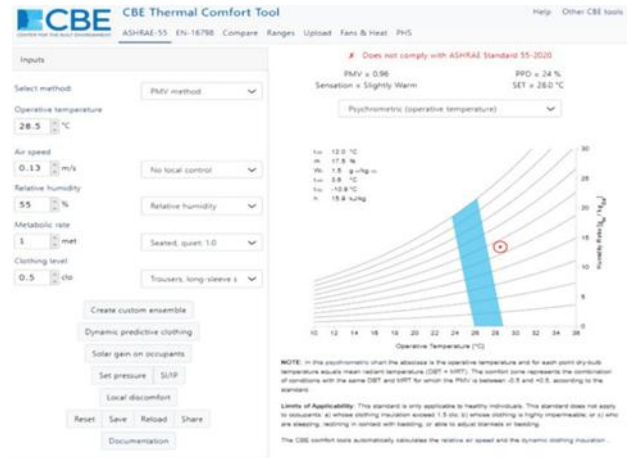 CBE
CENTER FOR THE BUILT ENVIRONMENT
CBE Thermal Comfort Tool
Help Other CBE tools
ASHRAE-55 EN-16798 Compare Ranges Upload Fans & Heat PHS
Inputs
Select method:
PMV method
Operative temperature
28.5 °C
Air speed
0.13 m/s
No local control
Relative humidity
55 %
Relative humidity
Metabolic rate
1 met
Seated, quiet: 1.0
Clothing level
0.5 clo
Trousers, long-sleeve s
Create custom ensemble
Dynamic predictive clothing
Solar gain on occupants
Set pressure SI/IP
Local discomfort
Reset Save Reload Share
Documentation
✗ Does not comply with ASHRAE Standard 55-2020
PMV = 0.96 PPD = 24 %
Sensation = Slightly Warm SET = 28.0 °C
Psychrometric (operative temperature)
12.0 °C
17.5 %
1.5
-10.9 °C
h 15.9 kJ/kg
30
25
20
15
10
5
0
Humidity Ratio
10 12 14 16 18 20 22 24 26 28 30 32 34 36
Operative Temperature [°C]
NOTE: In this psychrometric chart the abscissa is the operative temperature and for each point dry-bulb
temperature equals mean radiant temperature (DBT = MRT). The comfort zone represents the combination
of conditions with the same DBT and MRT for which the PMV is between -0.5 and +0.5, according to the
standard.
Limits of Applicability: This standard is only applicable to healthy individuals. This standard does not apply
to occupants: a) whose clothing insulation exceed 1.5 clo; b) whose clothing is highly impermeable; or c) who
are sleeping, reclining in contact with bedding, or able to adjust blankets or bedding.
The CBE comfort tools automatically calculates the relative air speed and the dynamic clothing insulation.